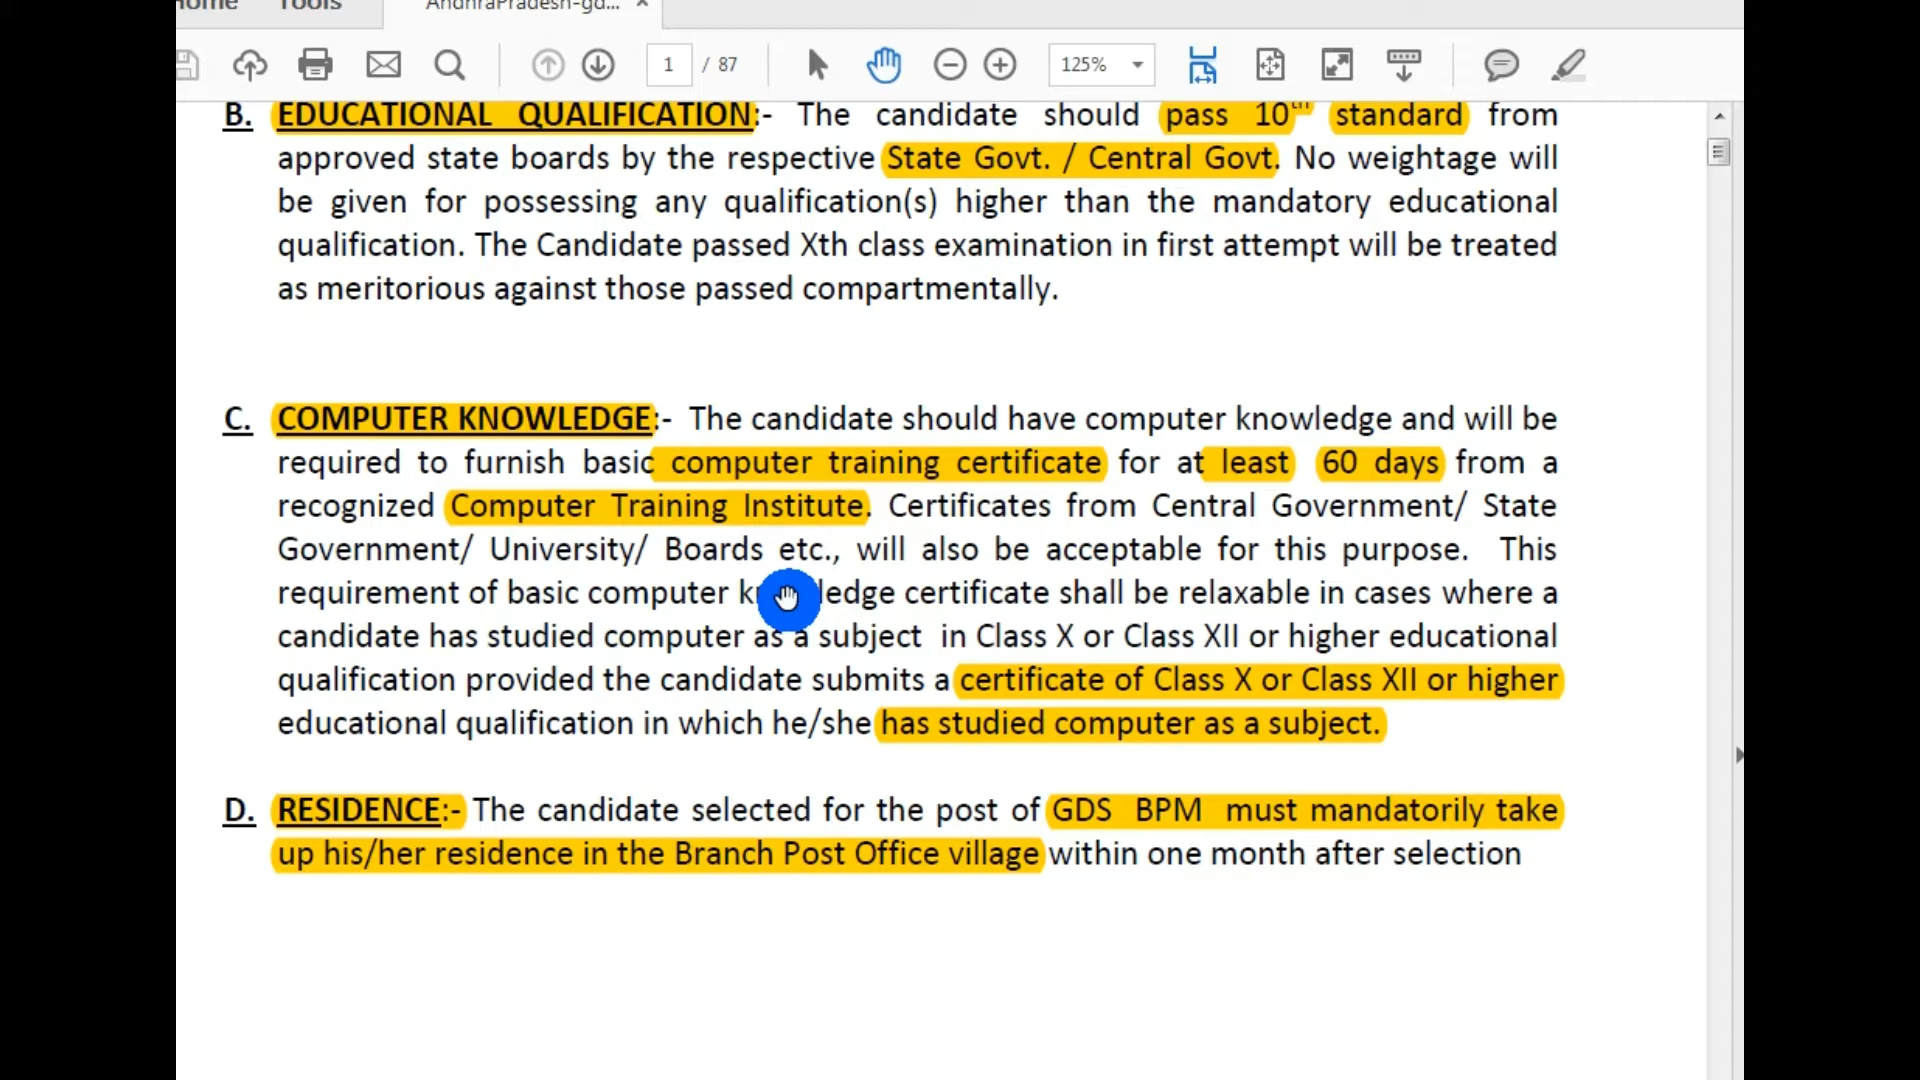 Home Tools AndhraPradesh-gd... ×
1 / 87 125%
B. EDUCATIONAL QUALIFICATION:- The candidate should pass 10th standard from
approved state boards by the respective State Govt. / Central Govt. No weightage will
be given for possessing any qualification(s) higher than the mandatory educational
qualification. The Candidate passed Xth class examination in first attempt will be treated
as meritorious against those passed compartmentally.
C. COMPUTER KNOWLEDGE:- The candidate should have computer knowledge and will be
required to furnish basic computer training certificate for at least 60 days from a
recognized Computer Training Institute. Certificates from Central Government/ State
Government/ University/ Boards etc., will also be acceptable for this purpose. This
requirement of basic computer knowledge certificate shall be relaxable in cases where a
candidate has studied computer as a subject in Class X or Class XII or higher educational
qualification provided the candidate submits a certificate of Class X or Class XII or higher
educational qualification in which he/she has studied computer as a subject.
D. RESIDENCE:- The candidate selected for the post of GDS BPM must mandatorily take
up his/her residence in the Branch Post Office village within one month after selection